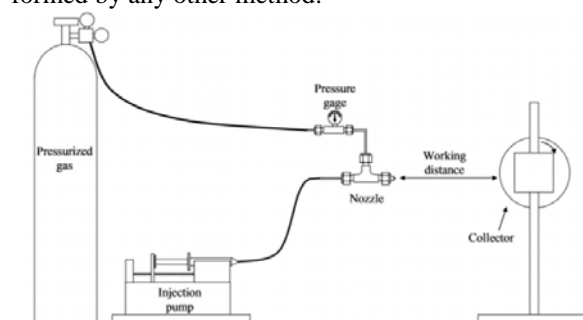 formed by any other method.
Pressure
gage
Pressurized
gas
Working
distance
Nozzle
Collector
Injection
pump